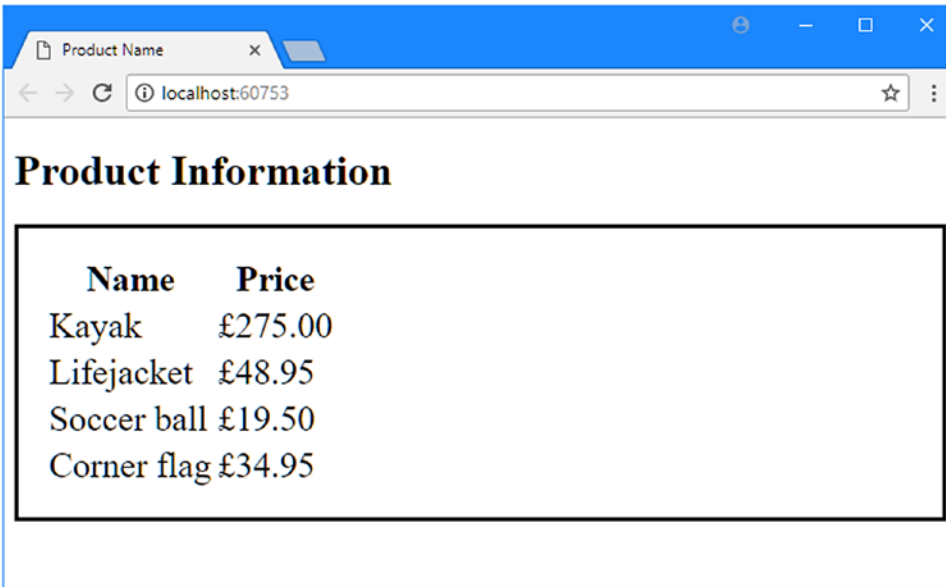 Product Name
localhost:60753
Product Information
Name Price
Kayak £275.00
Lifejacket £48.95
Soccer ball £19.50
Corner flag £34.95